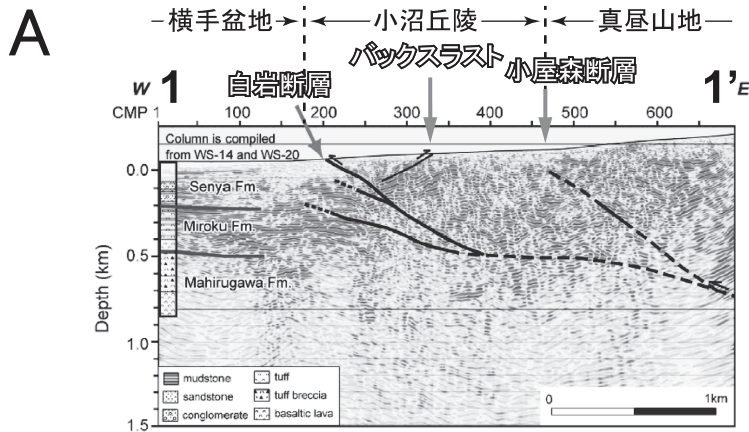 A
横手盆地
小沼丘陵
真昼山地
白岩断層
バックスラスト
小屋森断層
W 1
1' E
CMP 1 100 200 300 400 500 600
Column is compiled
from WS-14 and WS-20
0.0
Senya Fm.
Miroku Fm.
0.5
Mahirugawa Fm.
Depth (km)
1.0
1.5
mudstone
sandstone
conglomerate
tuff
tuff breccia
basaltic lava
0 1km